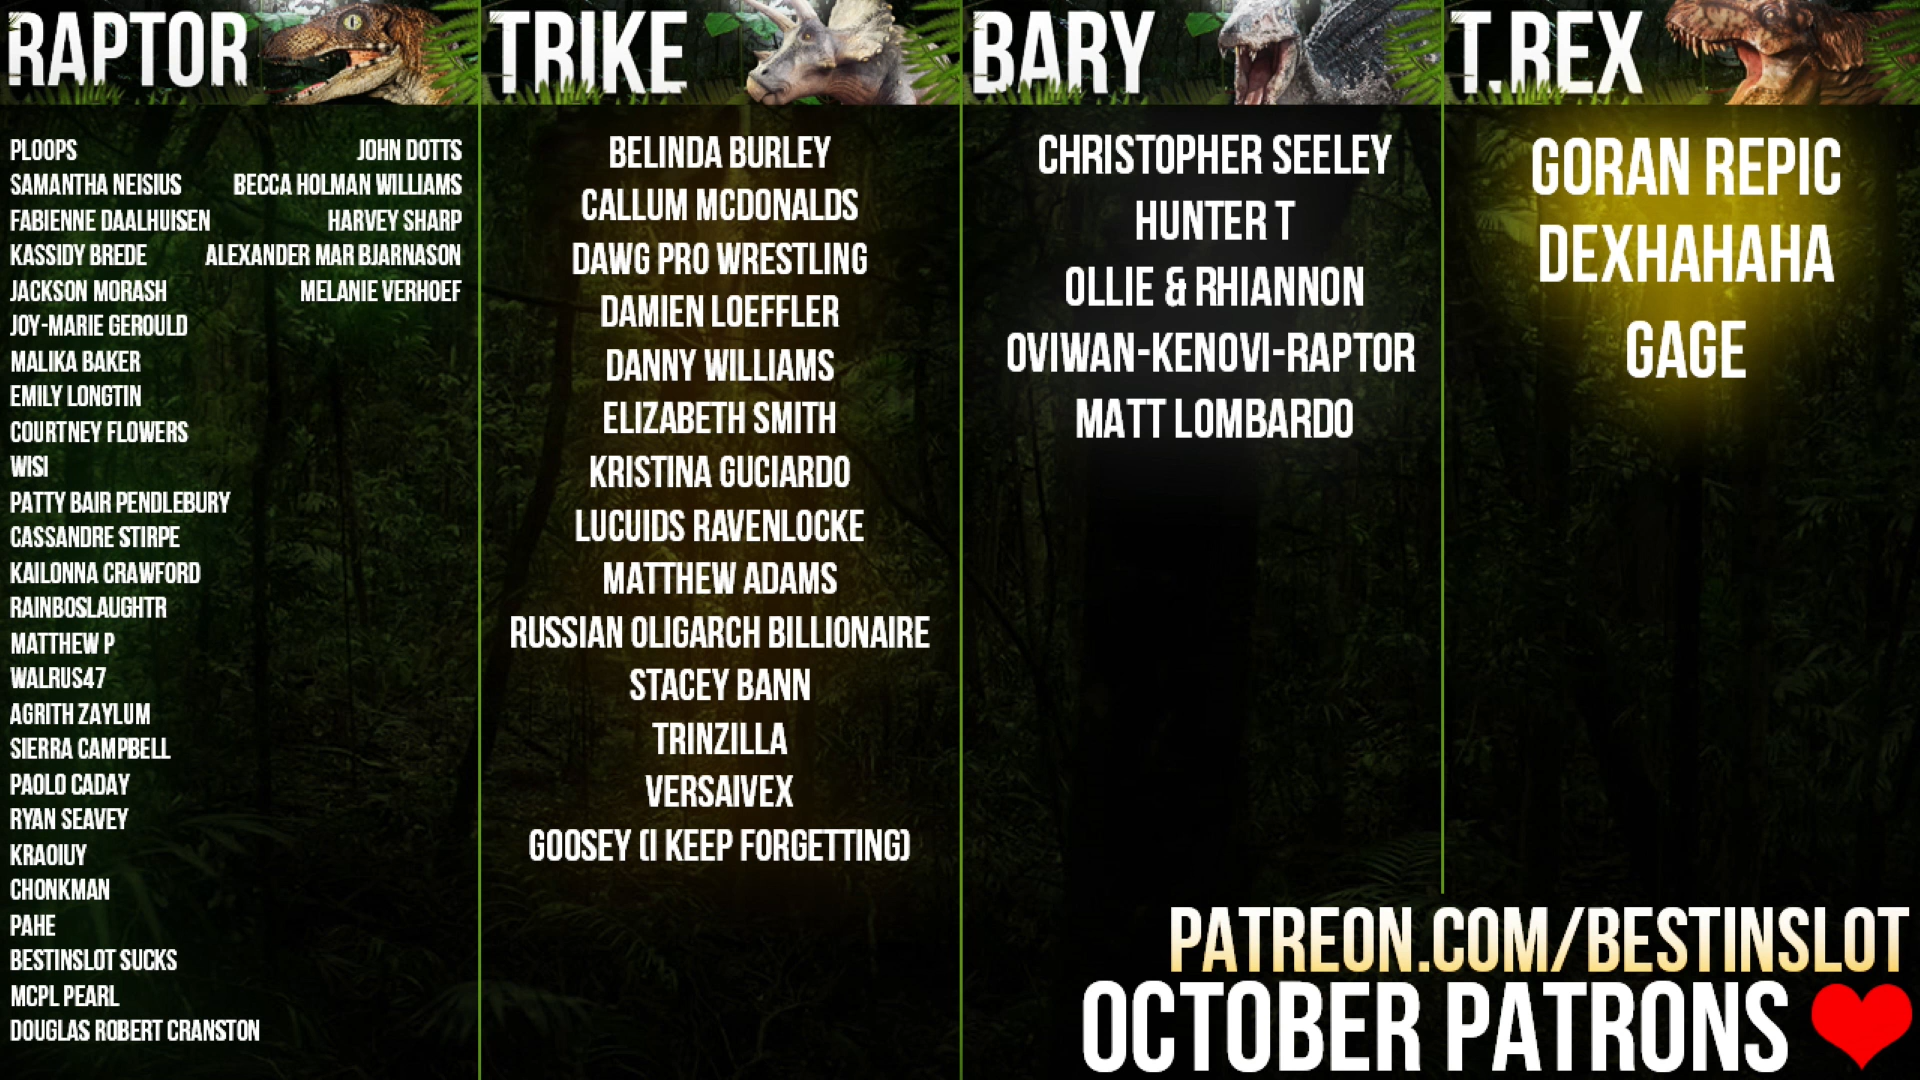 RAPTOR
PLOOPS
SAMANTHA NEISIUS
FABIENNE DAALHUISEN
KASSIDY BREDE
JACKSON MORASH
JOY-MARIE GEROULD
MALIKA BAKER
EMILY LONGTIN
COURTNEY FLOWERS
WISI
PATTY BAIR PENDLEBURY
CASSANDRE STIRPE
KAILONNA CRAWFORD
RAINBOSLAUGHTR
MATTHEW P
WALRUS47
AGRITH ZAYLUM
SIERRA CAMPBELL
PAOLO CADAY
RYAN SEAVEY
KRAOIUY
CHONKMAN
PAHE
BESTINSLOT SUCKS
MCPL PEARL
DOUGLAS ROBERT CRANSTON
JOHN DOTTS
BECCA HOLMAN WILLIAMS
HARVEY SHARP
ALEXANDER MAR BJARNASON
MELANIE VERHOEF
TRIKE
BELINDA BURLEY
CALLUM MCDONALDS
DAWG PRO WRESTLING
DAMIEN LOEFFLER
DANNY WILLIAMS
ELIZABETH SMITH
KRISTINA GUCIARDO
LUCUIDS RAVENLOCKE
MATTHEW ADAMS
RUSSIAN OLIGARCH BILLIONAIRE
STACEY BANN
TRINZILLA
VERSAIVEX
GOOSEY (I KEEP FORGETTING)
BARY
CHRISTOPHER SEELEY
HUNTER T
OLLIE & RHIANNON
OVIWAN-KENOVI-RAPTOR
MATT LOMBARDO
T.REX
GORAN REPIC
DEXHAHAHA
GAGE
PATREON.COM/BESTINSLOT
OCTOBER PATRONS